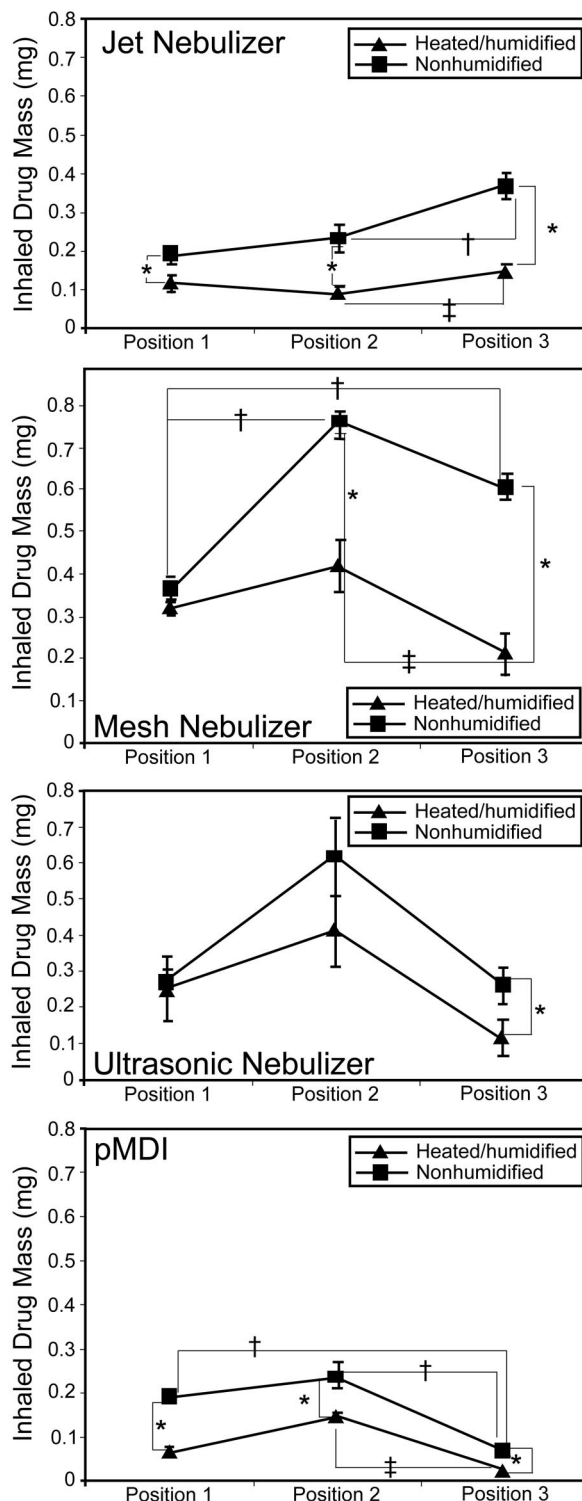 Jet Nebulizer
Heated/humidified
Nonhumidified
Inhaled Drug Mass (mg)
0.8
0.7
0.6
0.5
0.4
0.3
0.2
0.1
0
*
*
†
*
‡
Position 1 Position 2 Position 3
Inhaled Drug Mass (mg)
0.8
0.7
0.6
0.5
0.4
0.3
0.2
0.1
0
†
†
*
*
‡
Heated/humidified
Nonhumidified
Mesh Nebulizer
Position 1 Position 2 Position 3
Inhaled Drug Mass (mg)
0.8
0.7
0.6
0.5
0.4
0.3
0.2
0.1
0
Heated/humidified
Nonhumidified
*
Ultrasonic Nebulizer
Position 1 Position 2 Position 3
pMDI
Heated/humidified
Nonhumidified
Inhaled Drug Mass (mg)
0.8
0.7
0.6
0.5
0.4
0.3
0.2
0.1
0
†
†
*
*
*
‡
Position 1 Position 2 Position 3